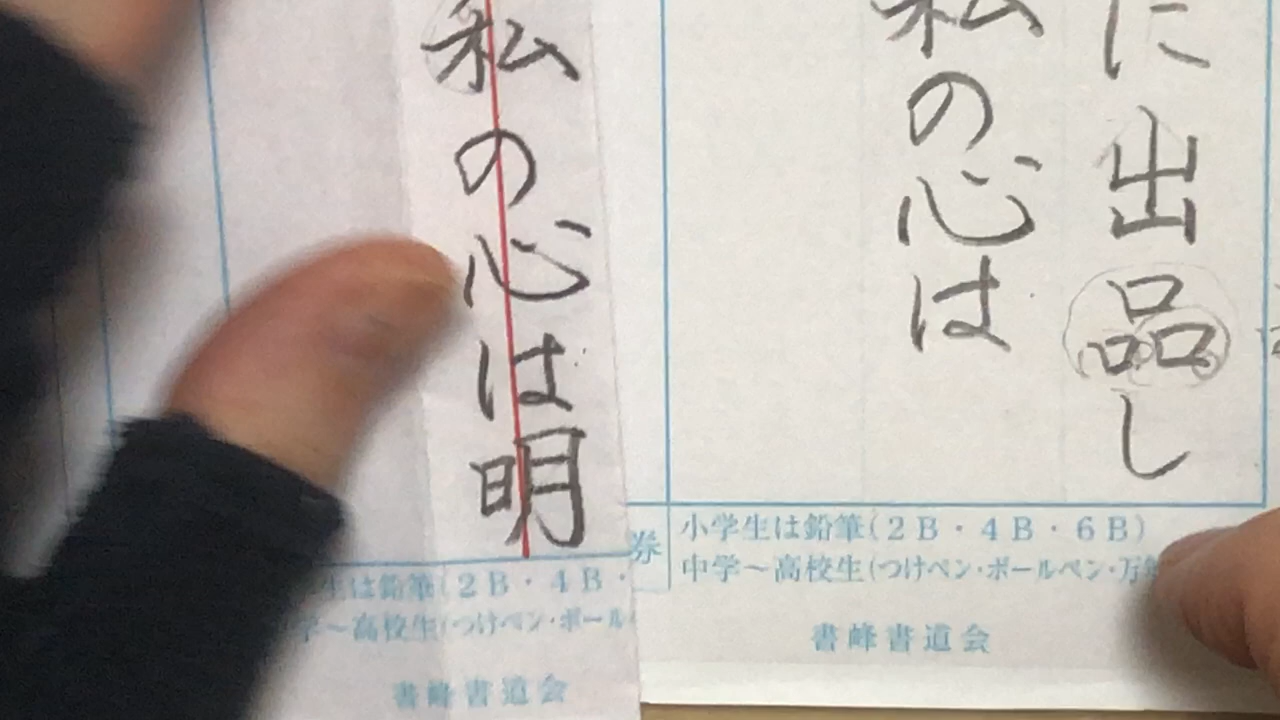 に出品し
私の心は
券
小学生は鉛筆(2B・4B・6B)
中学～高校生(つけペン・ボールペン・万
書峰書道会
私の心は明
生は鉛筆(2B・4B・
学～高校生(つけペン・ボール
書峰書道会